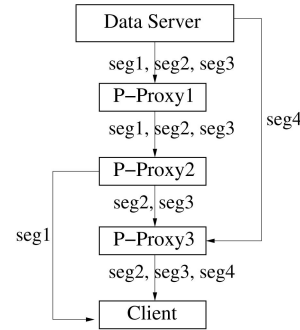 Data Server
seg1, seg2, seg3
P-Proxy1
seg4
seg1, seg2, seg3
P-Proxy2
seg2, seg3
seg1
P-Proxy3
seg2, seg3, seg4
Client